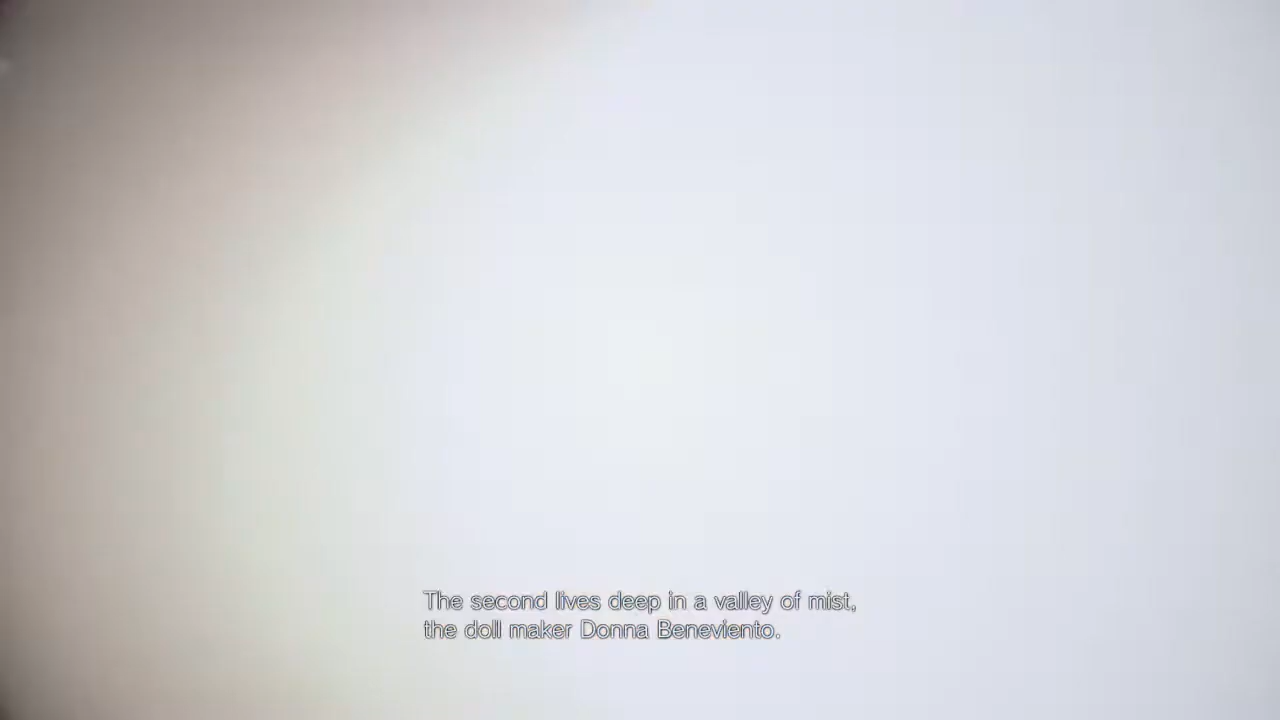 The second lives deep in a valley of mist,
the doll maker Donna Beneviento.